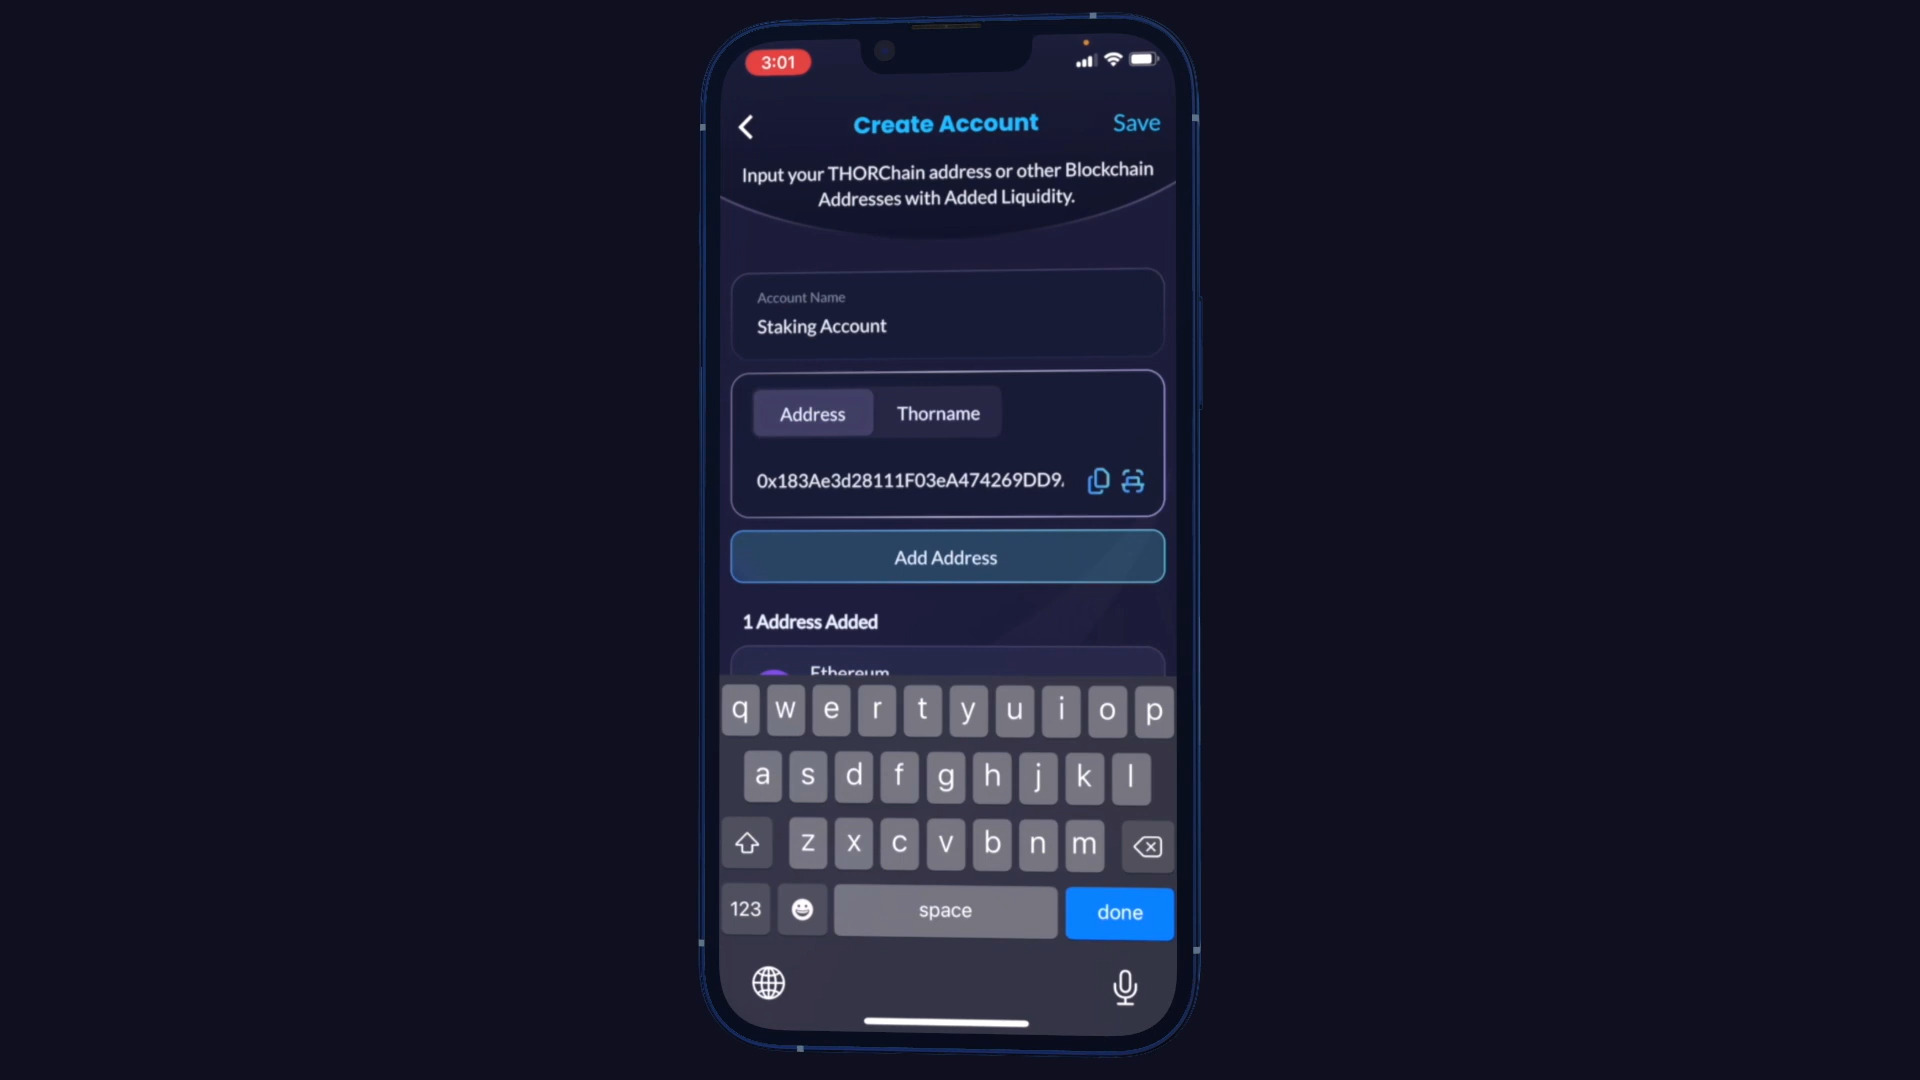 3:01
Create Account
Save
Input your THORChain address or other Blockchain
Addresses with Added Liquidity.
Account Name
Staking Account
Address
Thorname
0x183Ae3d28111F03eA474269DD9
Add Address
1 Address Added
Ethereum
q w e r t y u i o p
a s d f g h j k l
z x c v b n m
123
space
done